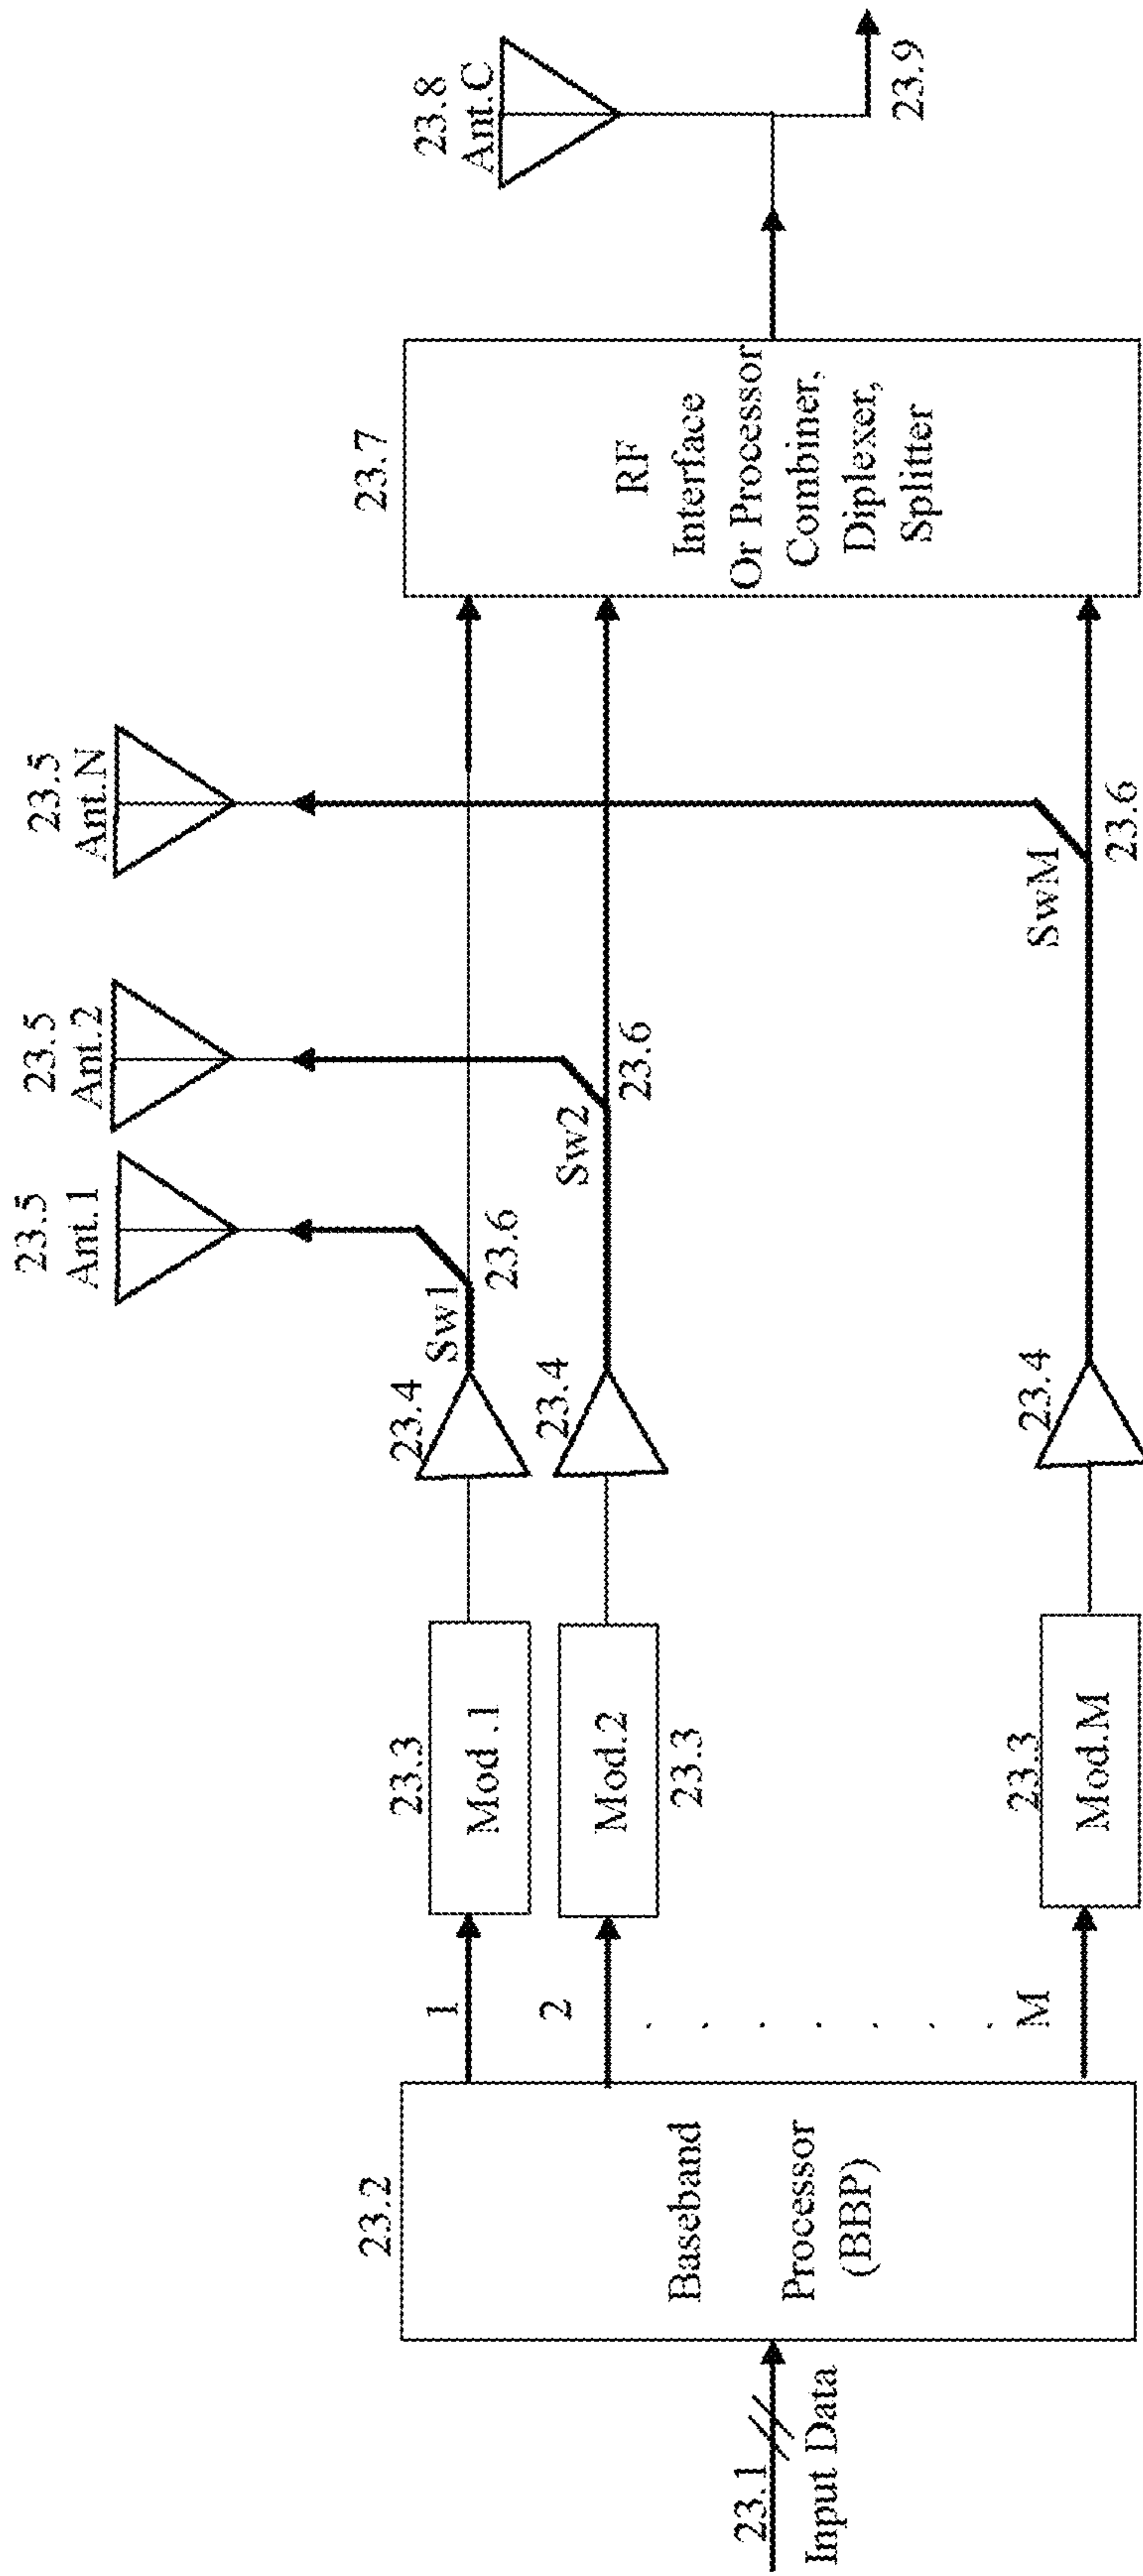 23.1
Input Data
23.2
Baseband
Processor
(BBP)
1
2
M
23.3
Mod .1
Mod.2
23.3
23.3
Mod.M
23.4
23.4
23.4
Sw1
23.6
Sw2
23.6
SwM
23.6
23.5
Ant.1
23.5
Ant.2
23.5
Ant.N
23.7
RF
Interface
Or Processor
Combiner,
Diplexer,
Splitter
23.8
Ant.C
23.9